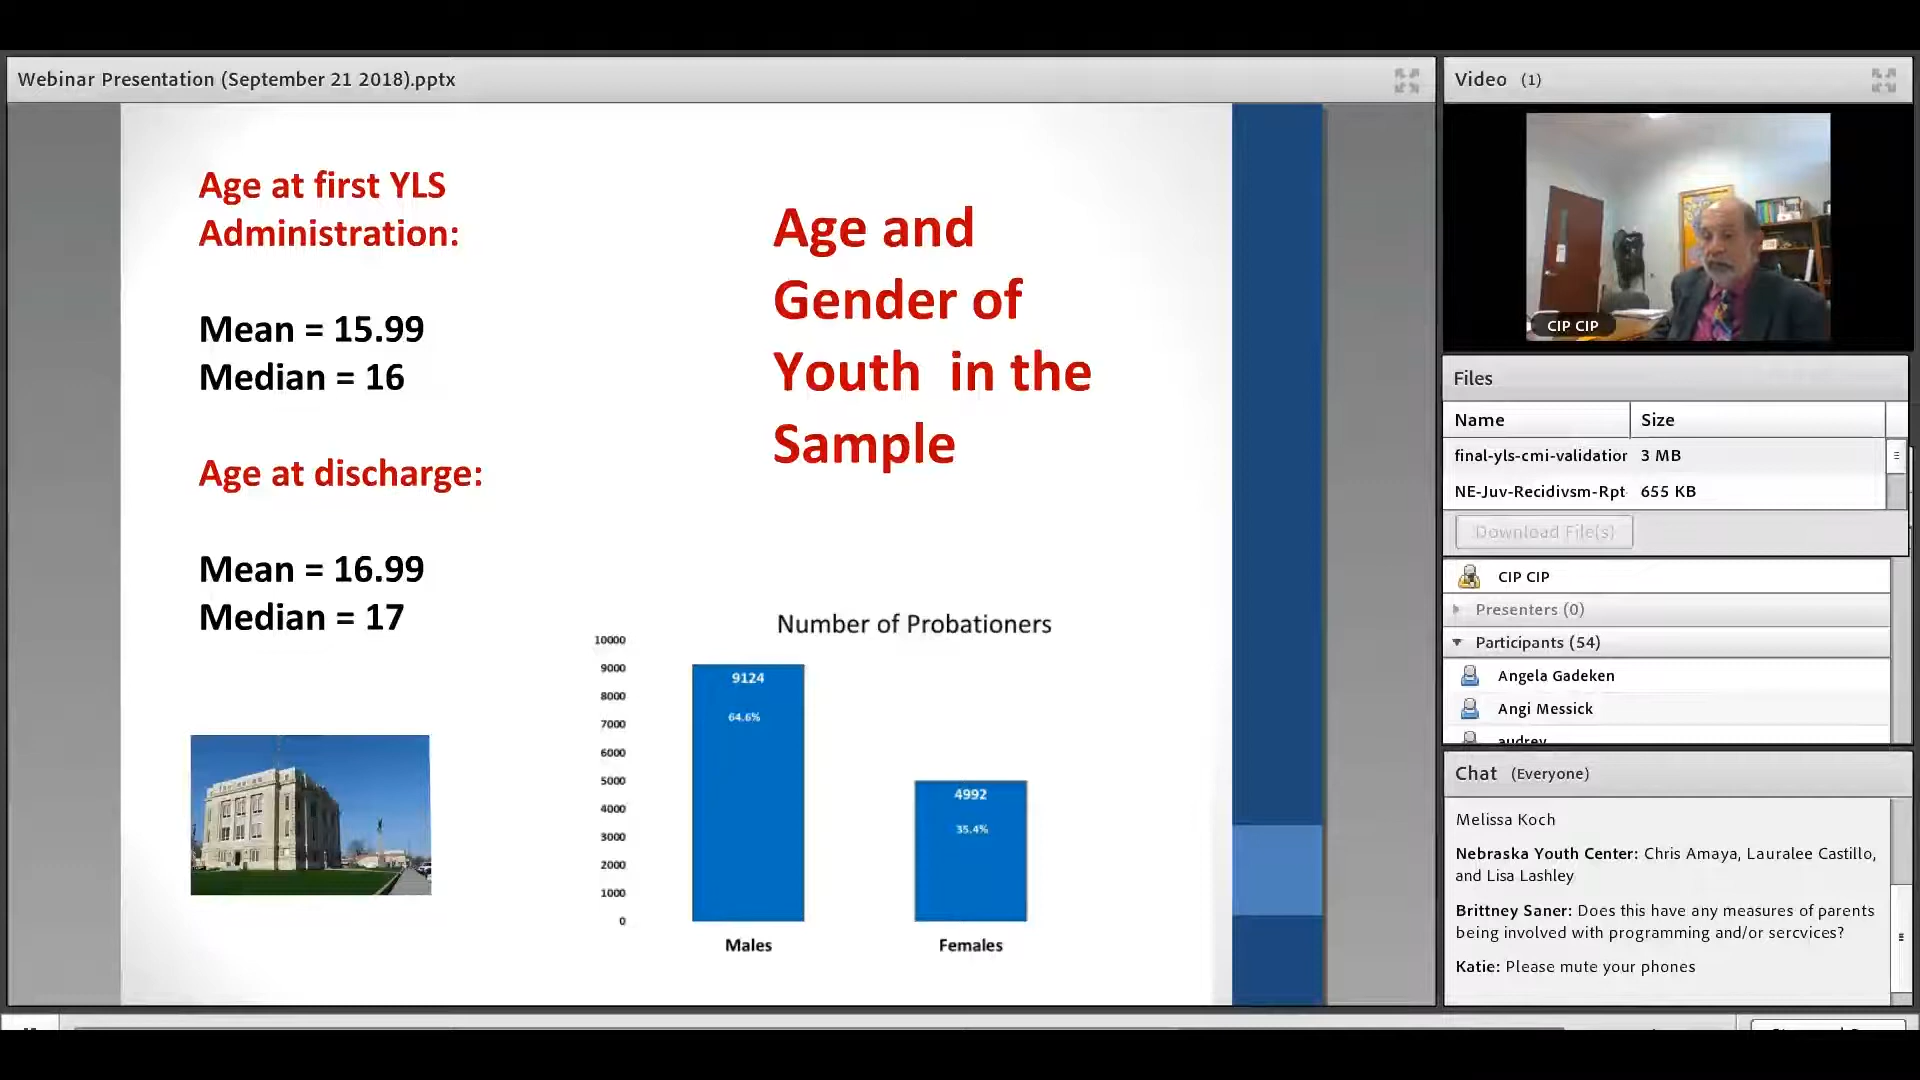 Webinar Presentation (September 21 2018).pptx
Age at first YLS
Administration:
Mean = 15.99
Median = 16
Age at discharge:
Mean = 16.99
Median = 17
Age and
Gender of
Youth in the
Sample
Number of Probationers
10000
9000
8000
7000
6000
5000
4000
3000
2000
1000
0
9124
64.6%
4992
35.4%
Males
Females
Video (1)
CIP CIP
Files
Name Size
final-yls-cmi-validation 3 MB
NE-Juv-Recidivsm-Rpt 655 KB
Download File(s)
CIP CIP
Presenters (0)
Participants (54)
Angela Gadeken
Angi Messick
audrey
Chat (Everyone)
Melissa Koch
Nebraska Youth Center: Chris Amaya, Lauralee Castillo,
and Lisa Lashley
Brittney Saner: Does this have any measures of parents
being involved with programming and/or sercvices?
Katie: Please mute your phones